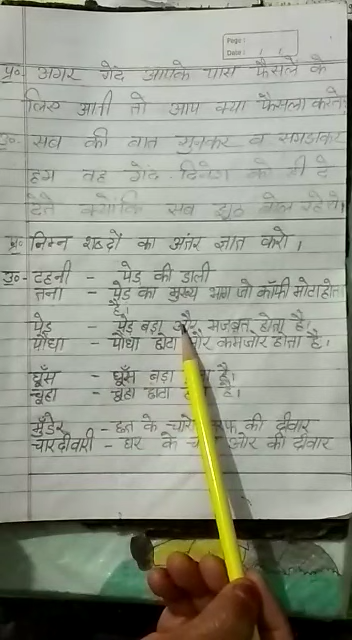 Page:
Date:
प्र०. अगर गेंद आपके पास फैसले के
लिए आती तो आप क्या फैसला करते?
उ०- सब की बात सुनकर व समझकर
हम वह गेंद दिनेश को ही दे
देते क्योंकि सब झूठ बोल रहे थे।
प्र० निम्न शब्दों का अंतर ज्ञात करो।
उ०- टहनी - पेड की डाली
तना - पेड का मुख्य भाग जो कॉफी मोटा होता
है।
पेड - पेड बडा और मजबूत होता है।
पौधा - पौधा छोटा और कमजोर होता है।
घूँस - घूँस बडा है।
चूहा - चूहा छोटा है।
मुँडेर - छत के चारो की दीवार
चारदीवारी - घर के ओर की दीवार